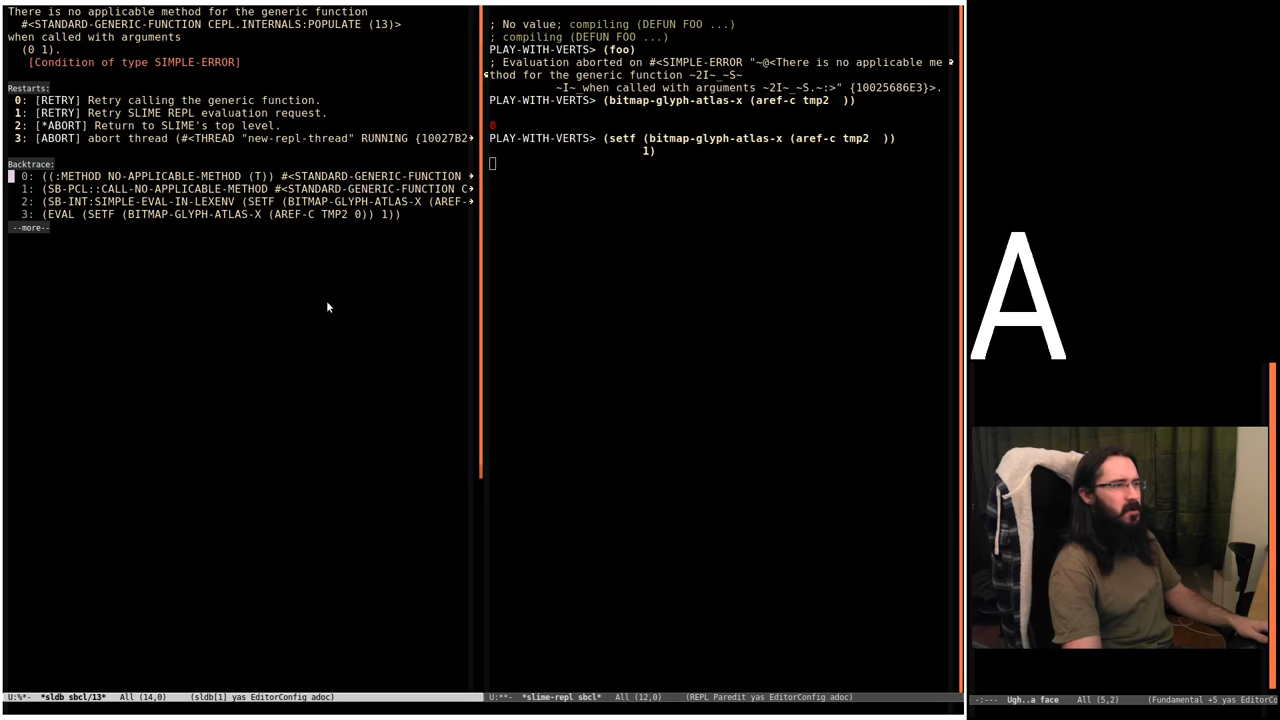 There is no applicable method for the generic function
#<STANDARD-GENERIC-FUNCTION CEPL.INTERNALS:POPULATE (13)>
when called with arguments
(0 1).
[Condition of type SIMPLE-ERROR]
Restarts:
0: [RETRY] Retry calling the generic function.
1: [RETRY] Retry SLIME REPL evaluation request.
2: [*ABORT] Return to SLIME's top level.
3: [ABORT] abort thread (#<THREAD "new-repl-thread" RUNNING {10027B2
Backtrace:
0: ((:METHOD NO-APPLICABLE-METHOD (T)) #<STANDARD-GENERIC-FUNCTION
1: (SB-PCL::CALL-NO-APPLICABLE-METHOD #<STANDARD-GENERIC-FUNCTION C
2: (SB-INT:SIMPLE-EVAL-IN-LEXENV (SETF (BITMAP-GLYPH-ATLAS-X (AREF-
3: (EVAL (SETF (BITMAP-GLYPH-ATLAS-X (AREF-C TMP2 0)) 1))
--more--
U:%*- *sldb sbcl/13* All (14,0) (sldb[1] yas EditorConfig adoc)
; No value; compiling (DEFUN FOO ...)
; compiling (DEFUN FOO ...)
PLAY-WITH-VERTS> (foo)
; Evaluation aborted on #<SIMPLE-ERROR "~@<There is no applicable me
thod for the generic function ~2I~_~S~
~I~_when called with arguments ~2I~_~S.~:>" {10025686E3}>.
PLAY-WITH-VERTS> (bitmap-glyph-atlas-x (aref-c tmp2 ))
0
PLAY-WITH-VERTS> (setf (bitmap-glyph-atlas-x (aref-c tmp2 ))
1)
U:**- *slime-repl sbcl* All (12,0) (REPL Paredit yas EditorConfig adoc)
A
-:--- Ugh..a face All (5,2) (Fundamental +5 yas EditorCo